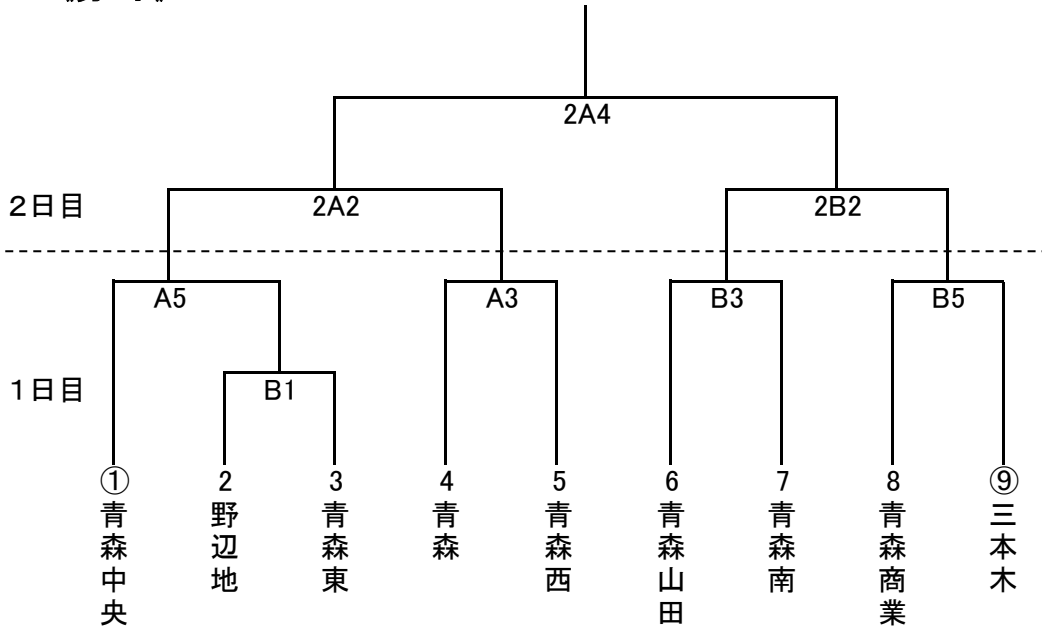 2A4
2日目
2A2
2B2
A5
A3
B3
B5
1日目
B1
① 青森中央
2 野辺地
3 青森東
4 青森
5 青森西
6 青森山田
7 青森南
8 青森商業
⑨ 三本木